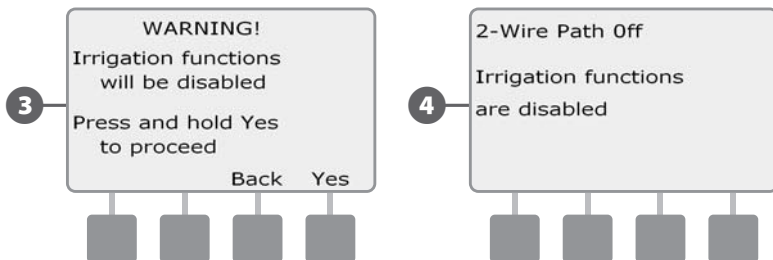 3
WARNING!
Irrigation functions
will be disabled
Press and hold Yes
to proceed
Back Yes
4
2-Wire Path Off
Irrigation functions
are disabled